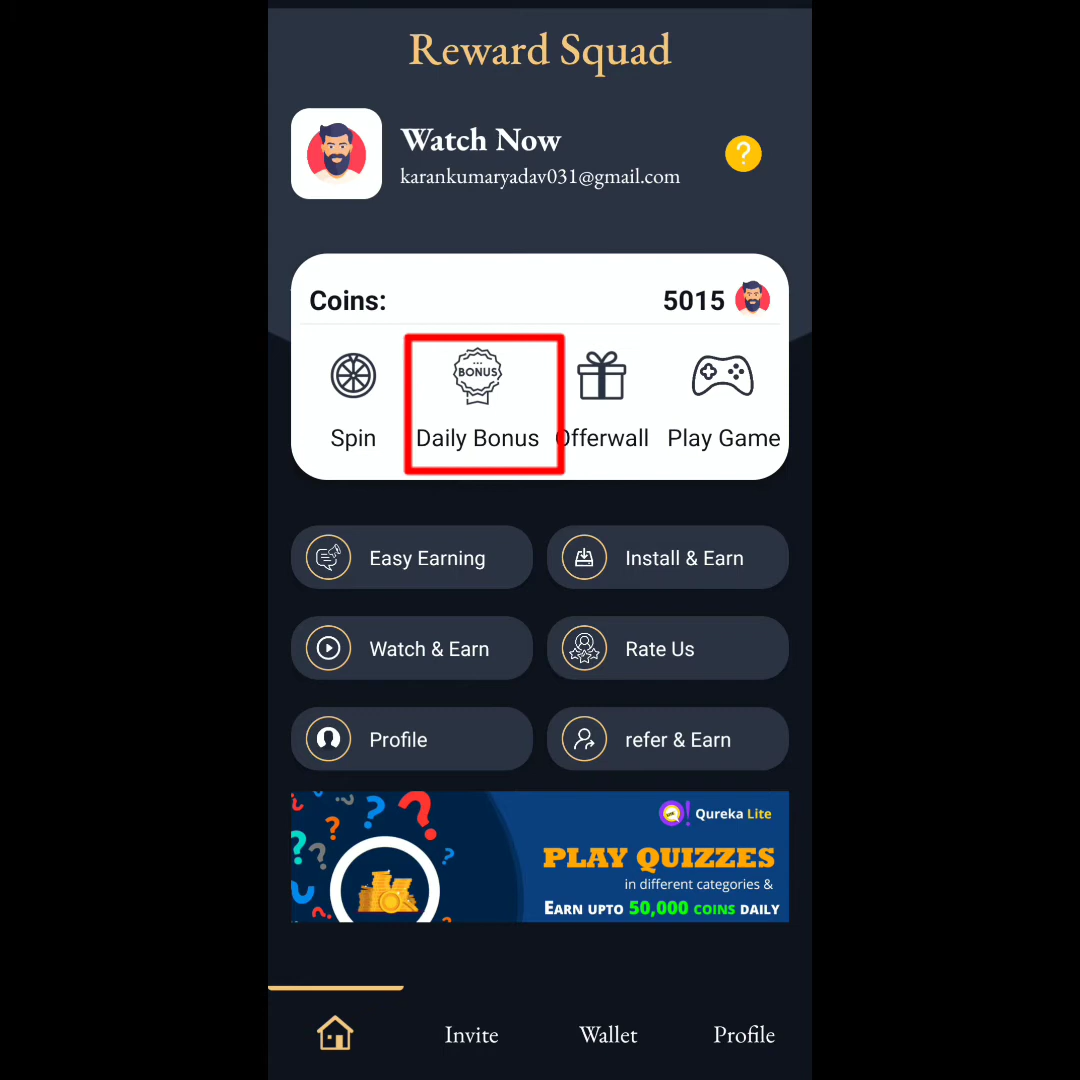 Reward Squad
Watch Now
karankumaryadav031@gmail.com
?
Coins: 5015
BONUS
Spin Daily Bonus Offerwall Play Game
Easy Earning Install & Earn
Watch & Earn Rate Us
Profile refer & Earn
Qureka Lite
PLAY QUIZZES
in different categories &
EARN UPTO 50,000 COINS DAILY
Invite Wallet Profile